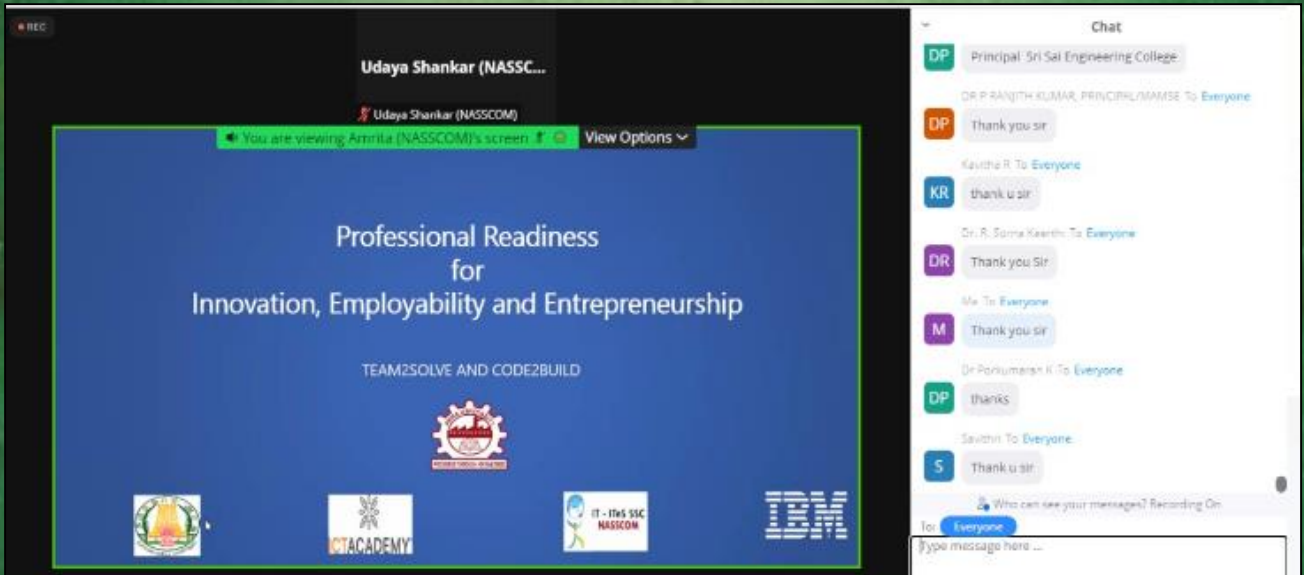 REC
Udaya Shankar (NASSC...
Udaya Shankar (NASSCOM)
You are viewing Amrita (NASSCOM)'s screen
View Options
Professional Readiness
for
Innovation, Employability and Entrepreneurship
TEAM2SOLVE AND CODE2BUILD
ICTACADEMY
IT - ITeS SSC
NASSCOM
IBM
Chat
DP
Principal Sri Sai Engineering College
DR P RANJITH KUMAR, PRINCIPAL/MAMSE To Everyone
DP
Thank you sir
Kavitha R To Everyone
KR
thank u sir
Dr. R. Soma Keerthi To Everyone
DR
Thank you Sir
Me To Everyone
M
Thank you sir
Dr Porkumaran K To Everyone
DP
thanks
Savithri To Everyone
S
Thank u sir
Who can see your messages? Recording On
To: Everyone
Type message here ...